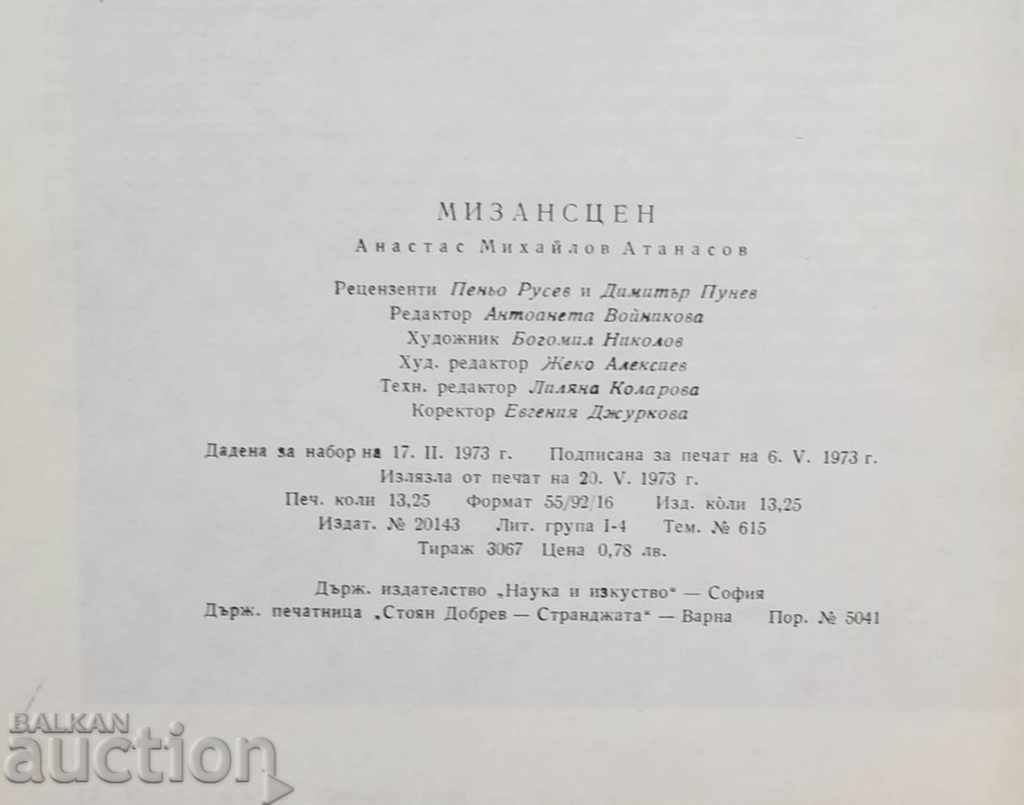 МИЗАНСЦЕН
Анастас Михайлов Атанасов
Рецензенти Пеньо Русев и Димитър Пунев
Редактор Антоанета Войникова
Художник Богомил Николов
Худ. редактор Жеко Алексиев
Техн. редактор Лиляна Коларова
Коректор Евгения Джуркова
Дадена за набор на 17. II. 1973 г. Подписана за печат на 6. V. 1973 г.
Излязла от печат на 20. V. 1973 г.
Печ. коли 13,25 Формат 55/92/16 Изд. коли 13,25
Издат. № 20143 Лит. група I-4 Тем. № 615
Тираж 3067 Цена 0,78 лв.
Държ. издателство „Наука и изкуство“ — София
Държ. печатница „Стоян Добрев — Странджата“ — Варна Пор. № 5041
BALKAN
auction